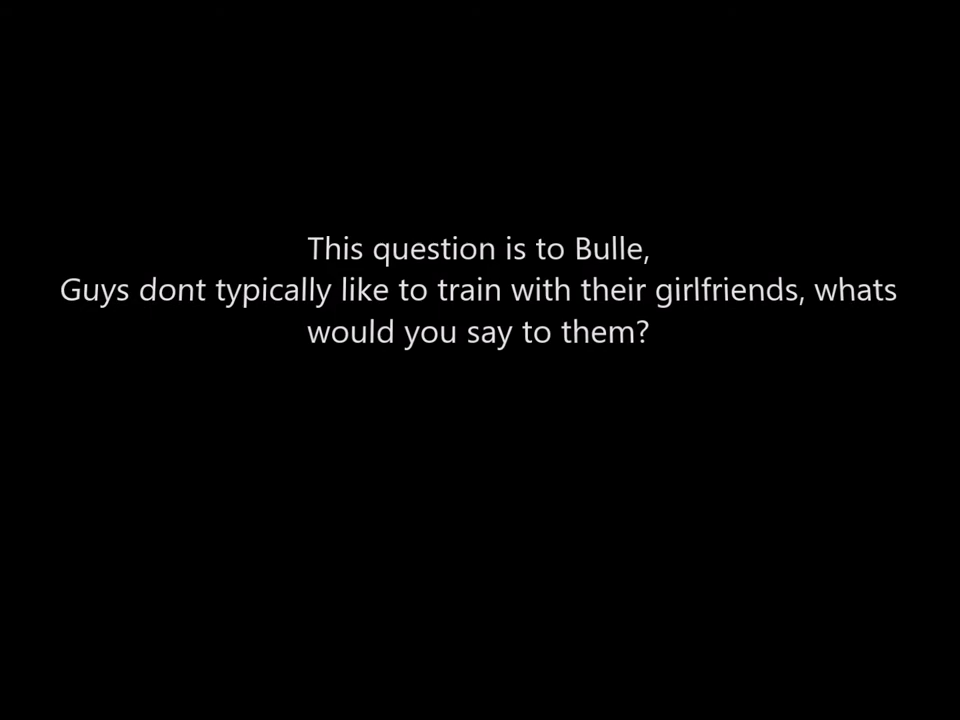 This question is to Bulle,
Guys dont typically like to train with their girlfriends, whats
would you say to them?